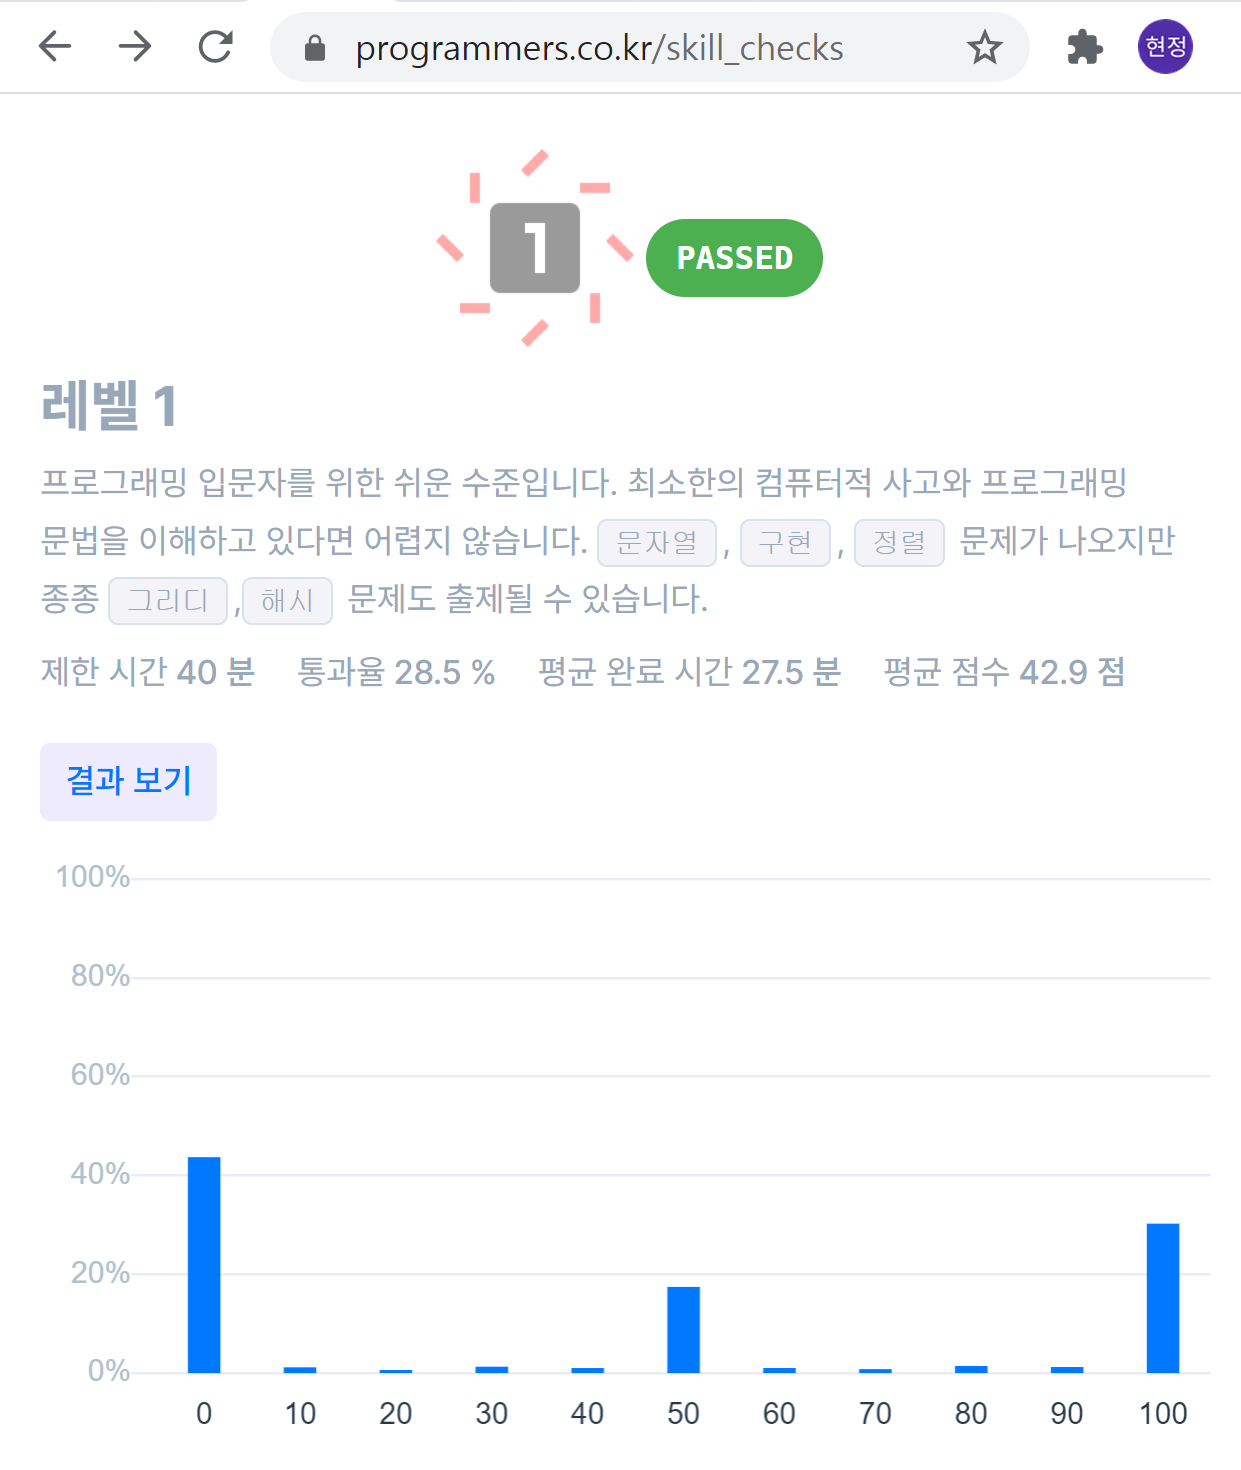 programmers.co.kr/skill_checks
현정
1
PASSED
레벨 1
프로그래밍 입문자를 위한 쉬운 수준입니다. 최소한의 컴퓨터적 사고와 프로그래밍
문법을 이해하고 있다면 어렵지 않습니다. 문자열 , 구현 , 정렬 문제가 나오지만
종종 그리디 , 해시 문제도 출제될 수 있습니다.
제한 시간 40 분 통과율 28.5 % 평균 완료 시간 27.5 분 평균 점수 42.9 점
결과 보기
100%
80%
60%
40%
20%
0%
0 10 20 30 40 50 60 70 80 90 100